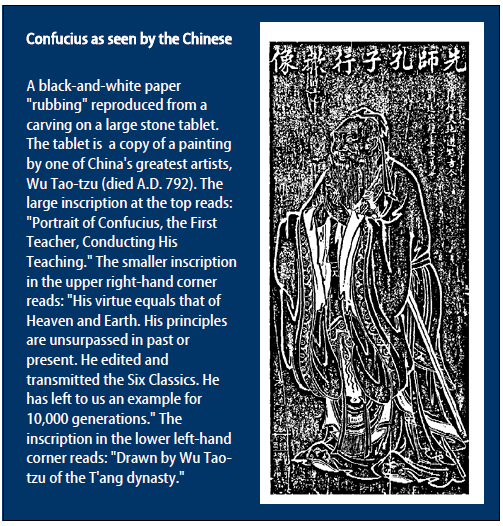 Confucius as seen by the Chinese
A black-and-white paper
"rubbing" reproduced from a
carving on a large stone tablet.
The tablet is a copy of a painting
by one of China's greatest artists,
Wu Tao-tzu (died A.D. 792). The
large inscription at the top reads:
"Portrait of Confucius, the First
Teacher, Conducting His
Teaching." The smaller inscription
in the upper right-hand corner
reads: "His virtue equals that of
Heaven and Earth. His principles
are unsurpassed in past or
present. He edited and
transmitted the Six Classics. He
has left to us an example for
10,000 generations." The
inscription in the lower left-hand
corner reads: "Drawn by Wu Tao-
tzu of the T'ang dynasty."
先師孔子行教像